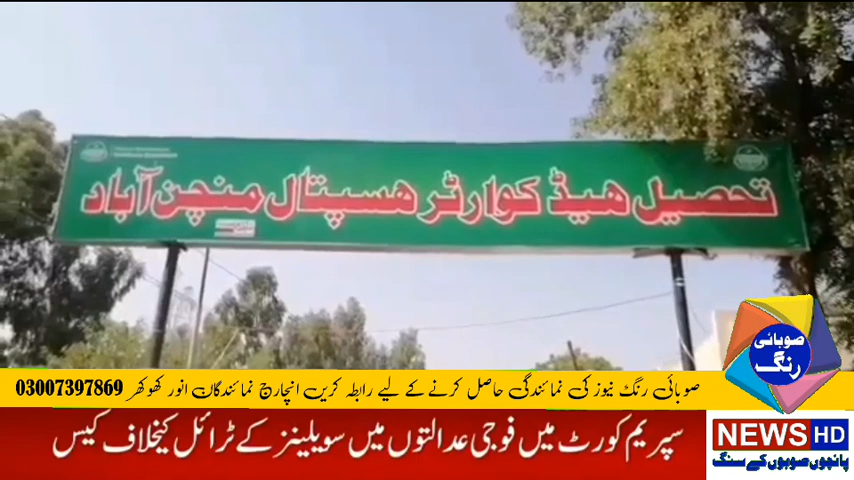 تحصیل ھیڈ کوارٹر ھسپتال منچن آباد
صوبائی رنگ
صوبائی رنگ نیوز کی نمائندگی حاصل کرنے کے لیے رابطہ کریں انچارج نمائندگان انور کھوکھر 03007397869
سپریم کورٹ میں فوجی عدالتوں میں سویلینز کے ٹرائل کیخلاف کیس
NEWS HD
پانچوں صوبوں کے سنگ